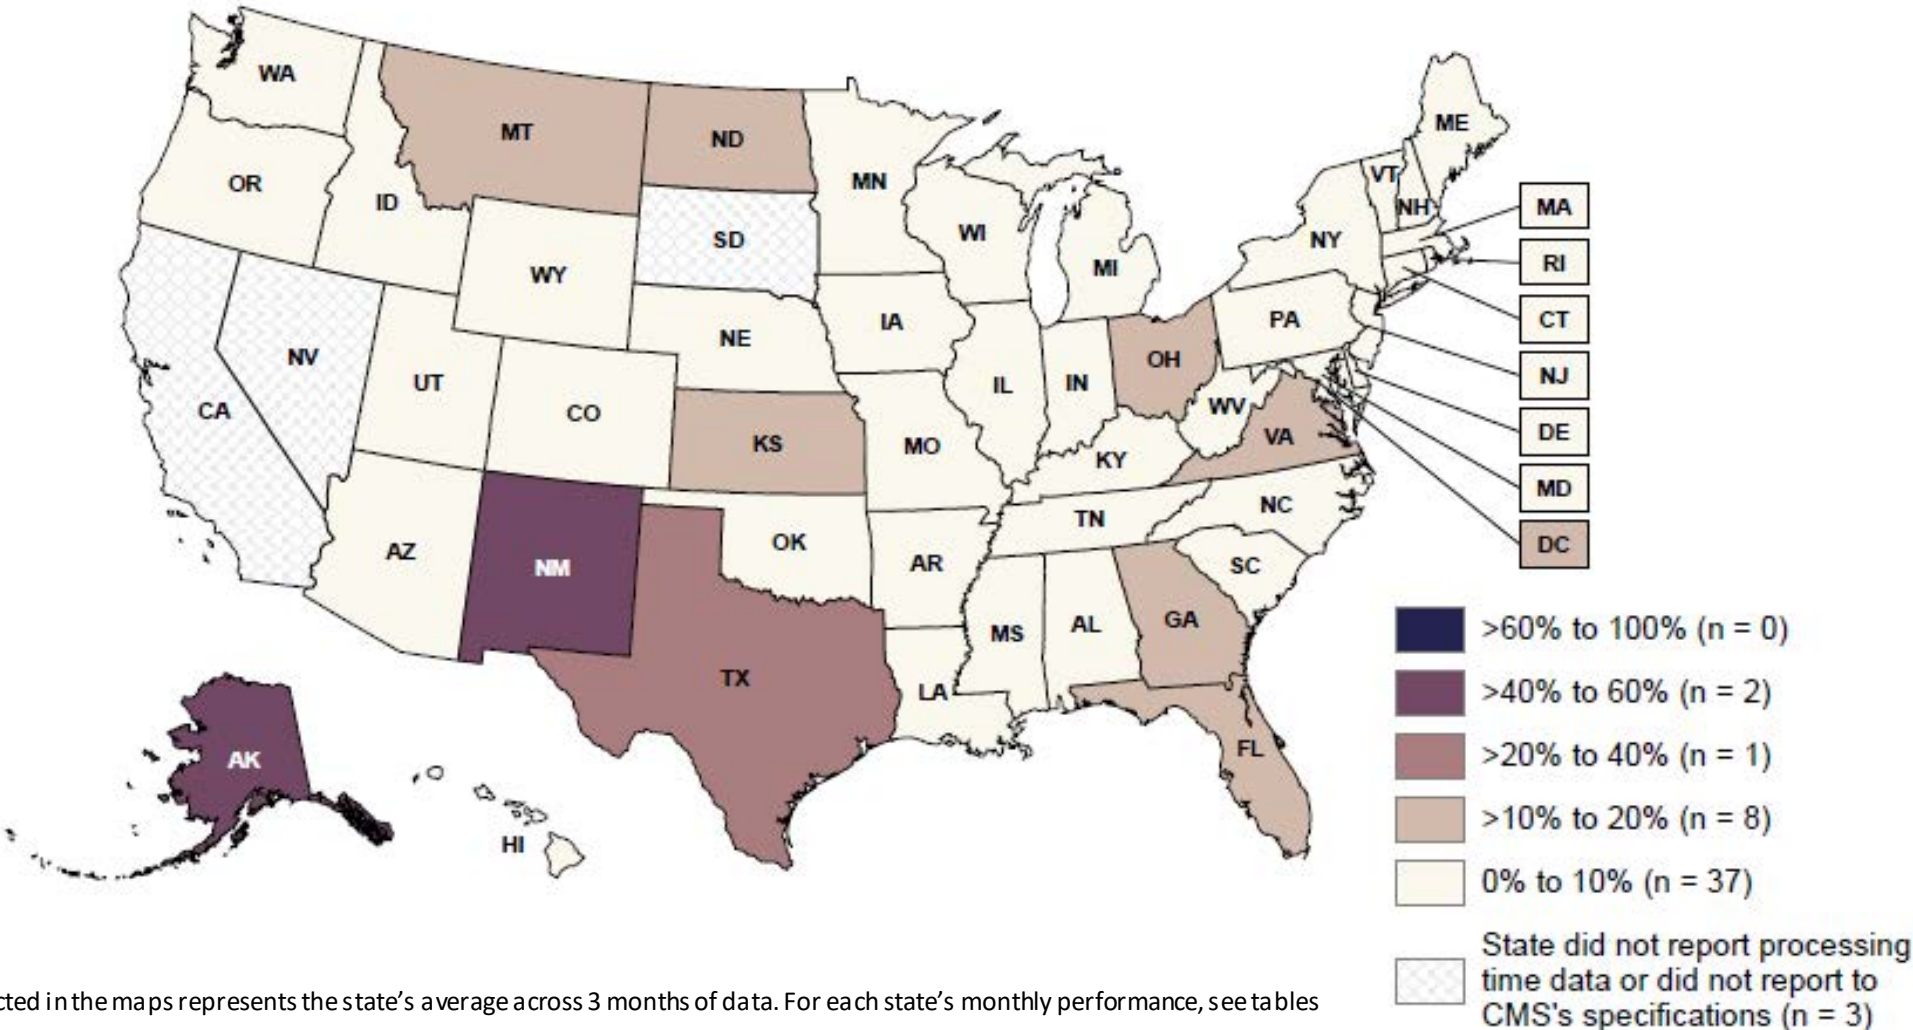 WA
MT
ND
ME
OR
ID
MN
VT
NH
MA
SD
WI
NY
RI
WY
MI
CT
NE
IA
PA
NV
UT
IL
IN
OH
NJ
CA
CO
KS
MO
WV
VA
DE
KY
MD
AZ
NM
OK
TN
NC
DC
AR
SC
MS
AL
GA
TX
LA
FL
AK
HI
>60% to 100% (n = 0)
>40% to 60% (n = 2)
>20% to 40% (n = 1)
>10% to 20% (n = 8)
0% to 10% (n = 37)
State did not report processing
time data or did not report to
CMS's specifications (n = 3)
cted in the maps represents the state’s average across 3 months of data. For each state’s monthly performance, see tables